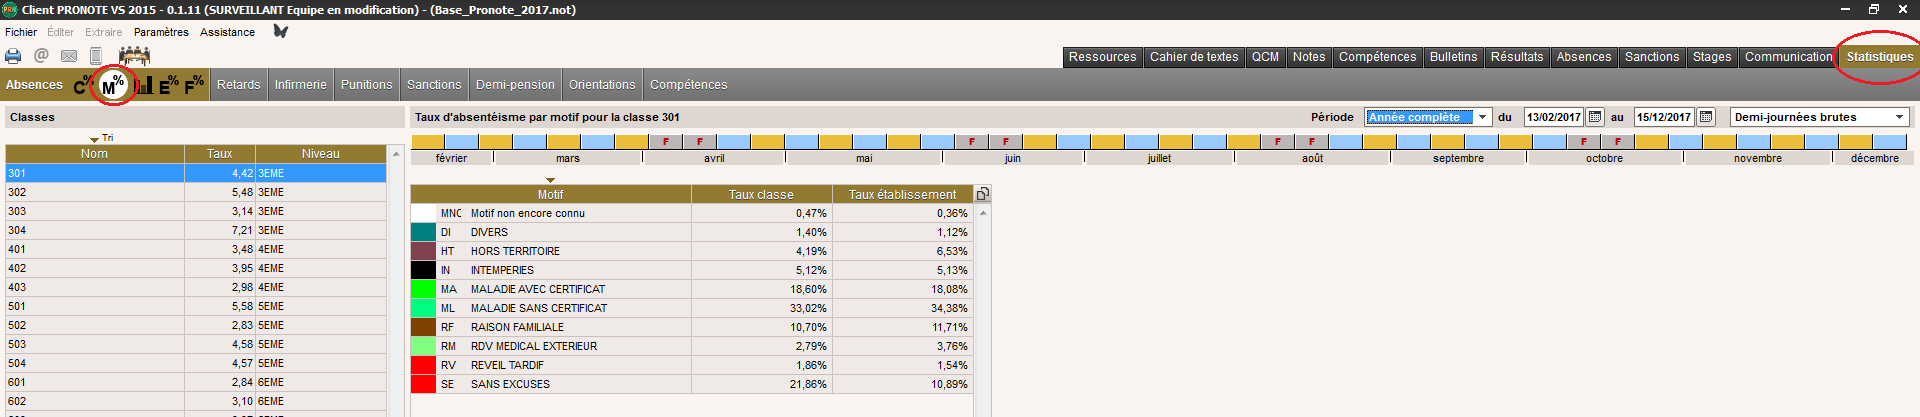 Client PRONOTE VS 2015 - 0.1.11 (SURVEILLANT Equipe en modification) - (Base_Pronote_2017.not)
Fichier Éditer Extraire Paramètres Assistance
@
Ressources Cahier de textes QCM Notes Compétences Bulletins Résultats Absences Sanctions Stages Communication Statistiques
Absences C% M% E% F% Retards Infirmerie Punitions Sanctions Demi-pension Orientations Compétences
Classes
Taux d'absentéisme par motif pour la classe 301 Période Année complète du 13/02/2017 au 15/12/2017 Demi-journées brutes
Tri
F F F F F F F F
février mars avril mai juin juillet août septembre octobre novembre décembre
Nom Taux Niveau
301 4,42 3EME
302 5,48 3EME
303 3,14 3EME
304 7,21 3EME
401 3,48 4EME
402 3,95 4EME
403 2,98 4EME
501 5,58 5EME
502 2,83 5EME
503 4,58 5EME
504 4,57 5EME
601 2,84 6EME
602 3,10 6EME
Motif Taux classe Taux établissement
MNC Motif non encore connu 0,47% 0,36%
DI DIVERS 1,40% 1,12%
HT HORS TERRITOIRE 4,19% 6,53%
IN INTEMPERIES 5,12% 5,13%
MA MALADIE AVEC CERTIFICAT 18,60% 18,08%
ML MALADIE SANS CERTIFICAT 33,02% 34,38%
RF RAISON FAMILIALE 10,70% 11,71%
RM RDV MEDICAL EXTERIEUR 2,79% 3,76%
RV REVEIL TARDIF 1,86% 1,54%
SE SANS EXCUSES 21,86% 10,89%